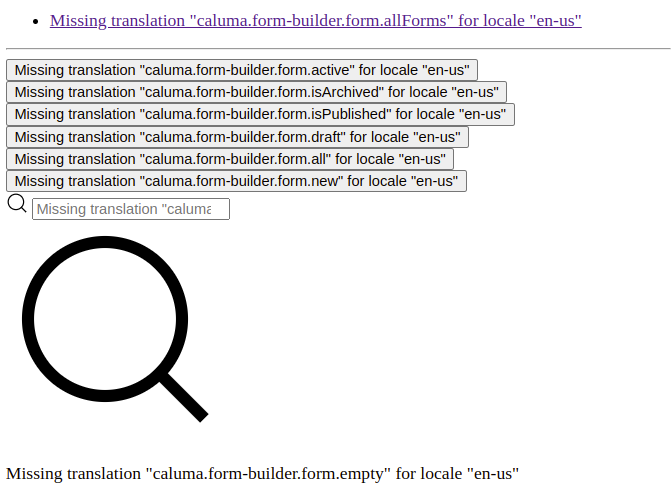 Missing translation "caluma.form-builder.form.allForms" for locale "en-us"
Missing translation "caluma.form-builder.form.active" for locale "en-us"
Missing translation "caluma.form-builder.form.isArchived" for locale "en-us"
Missing translation "caluma.form-builder.form.isPublished" for locale "en-us"
Missing translation "caluma.form-builder.form.draft" for locale "en-us"
Missing translation "caluma.form-builder.form.all" for locale "en-us"
Missing translation "caluma.form-builder.form.new" for locale "en-us"
Missing translation "caluma
Missing translation "caluma.form-builder.form.empty" for locale "en-us"